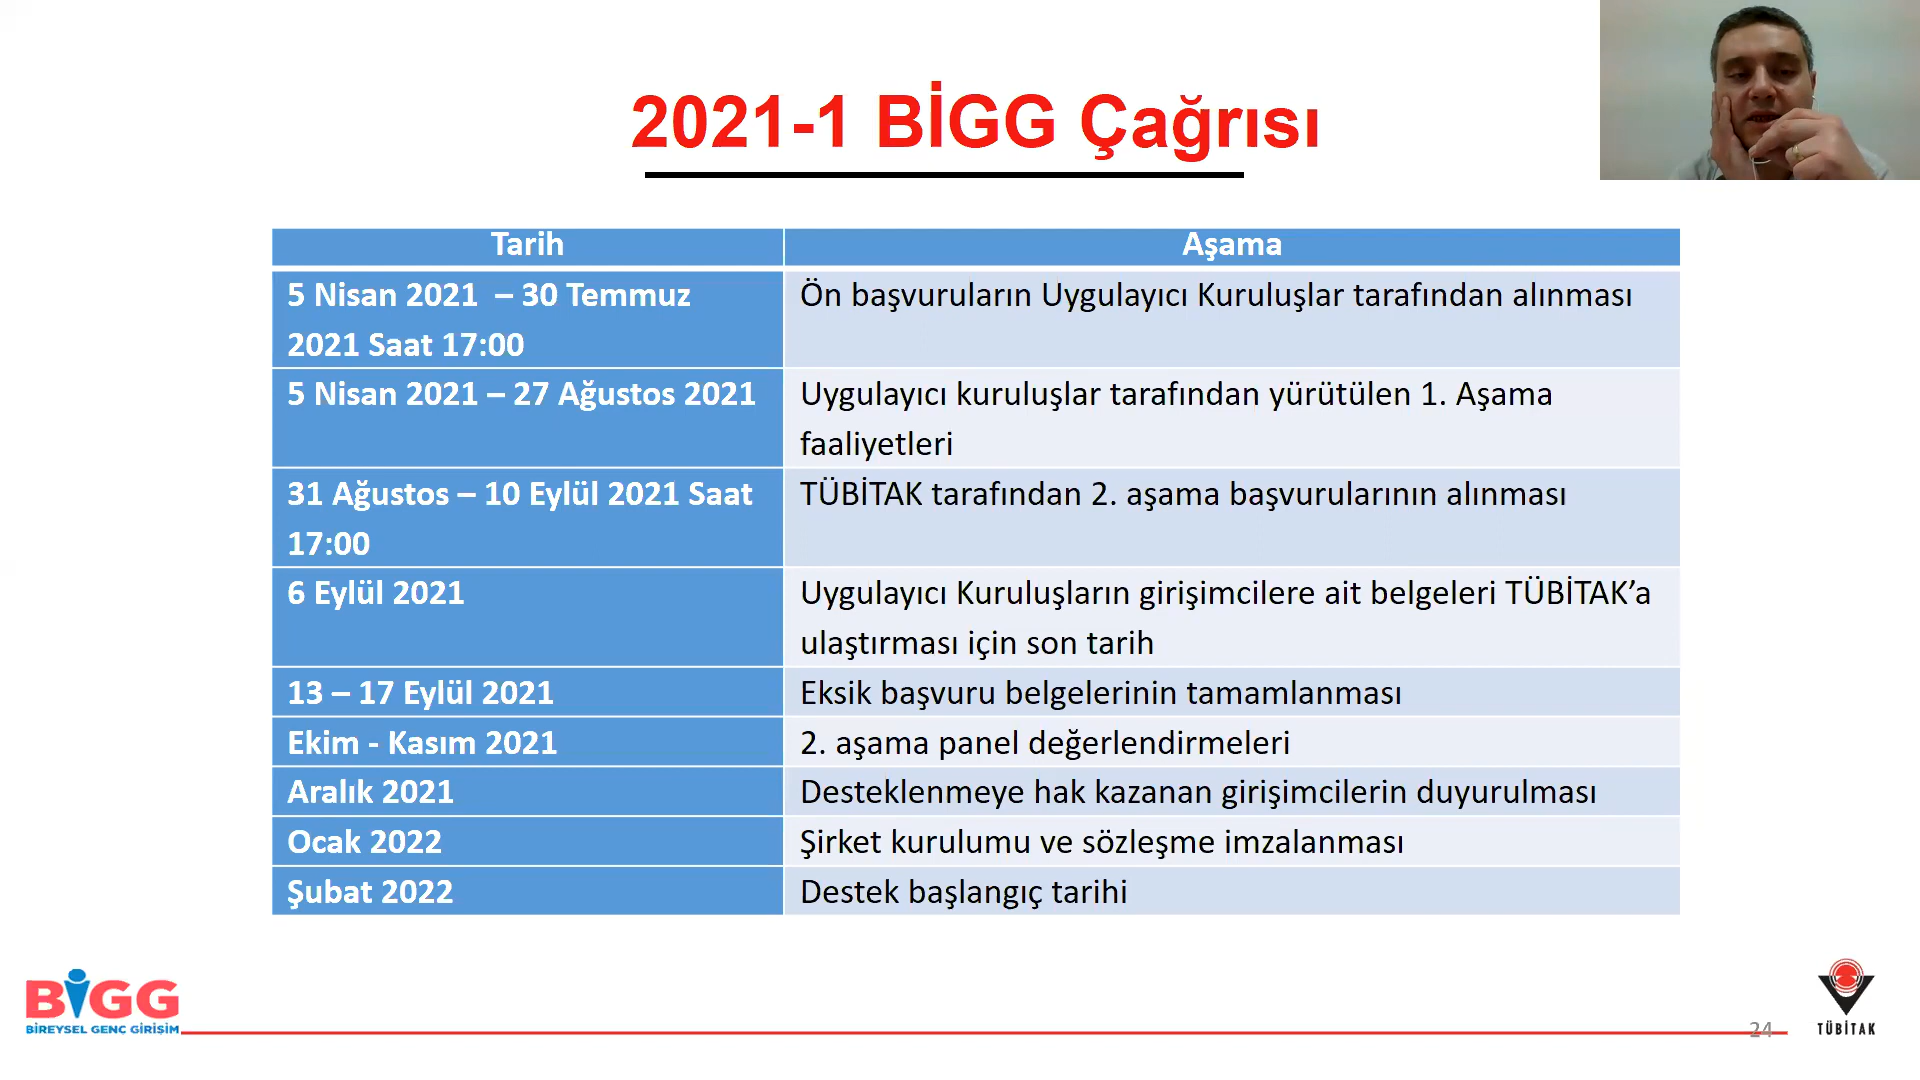 2021-1 BİGG Çağrısı
Tarih
Aşama
5 Nisan 2021 – 30 Temmuz
2021 Saat 17:00
Ön başvuruların Uygulayıcı Kuruluşlar tarafından alınması
5 Nisan 2021 – 27 Ağustos 2021
Uygulayıcı kuruluşlar tarafından yürütülen 1. Aşama
faaliyetleri
31 Ağustos – 10 Eylül 2021 Saat
17:00
TÜBİTAK tarafından 2. aşama başvurularının alınması
6 Eylül 2021
Uygulayıcı Kuruluşların girişimcilere ait belgeleri TÜBİTAK’a
ulaştırması için son tarih
13 – 17 Eylül 2021
Eksik başvuru belgelerinin tamamlanması
Ekim - Kasım 2021
2. aşama panel değerlendirmeleri
Aralık 2021
Desteklenmeye hak kazanan girişimcilerin duyurulması
Ocak 2022
Şirket kurulumu ve sözleşme imzalanması
Şubat 2022
Destek başlangıç tarihi
BİGG
BİREYSEL GENÇ GİRİŞİM
24
TÜBİTAK